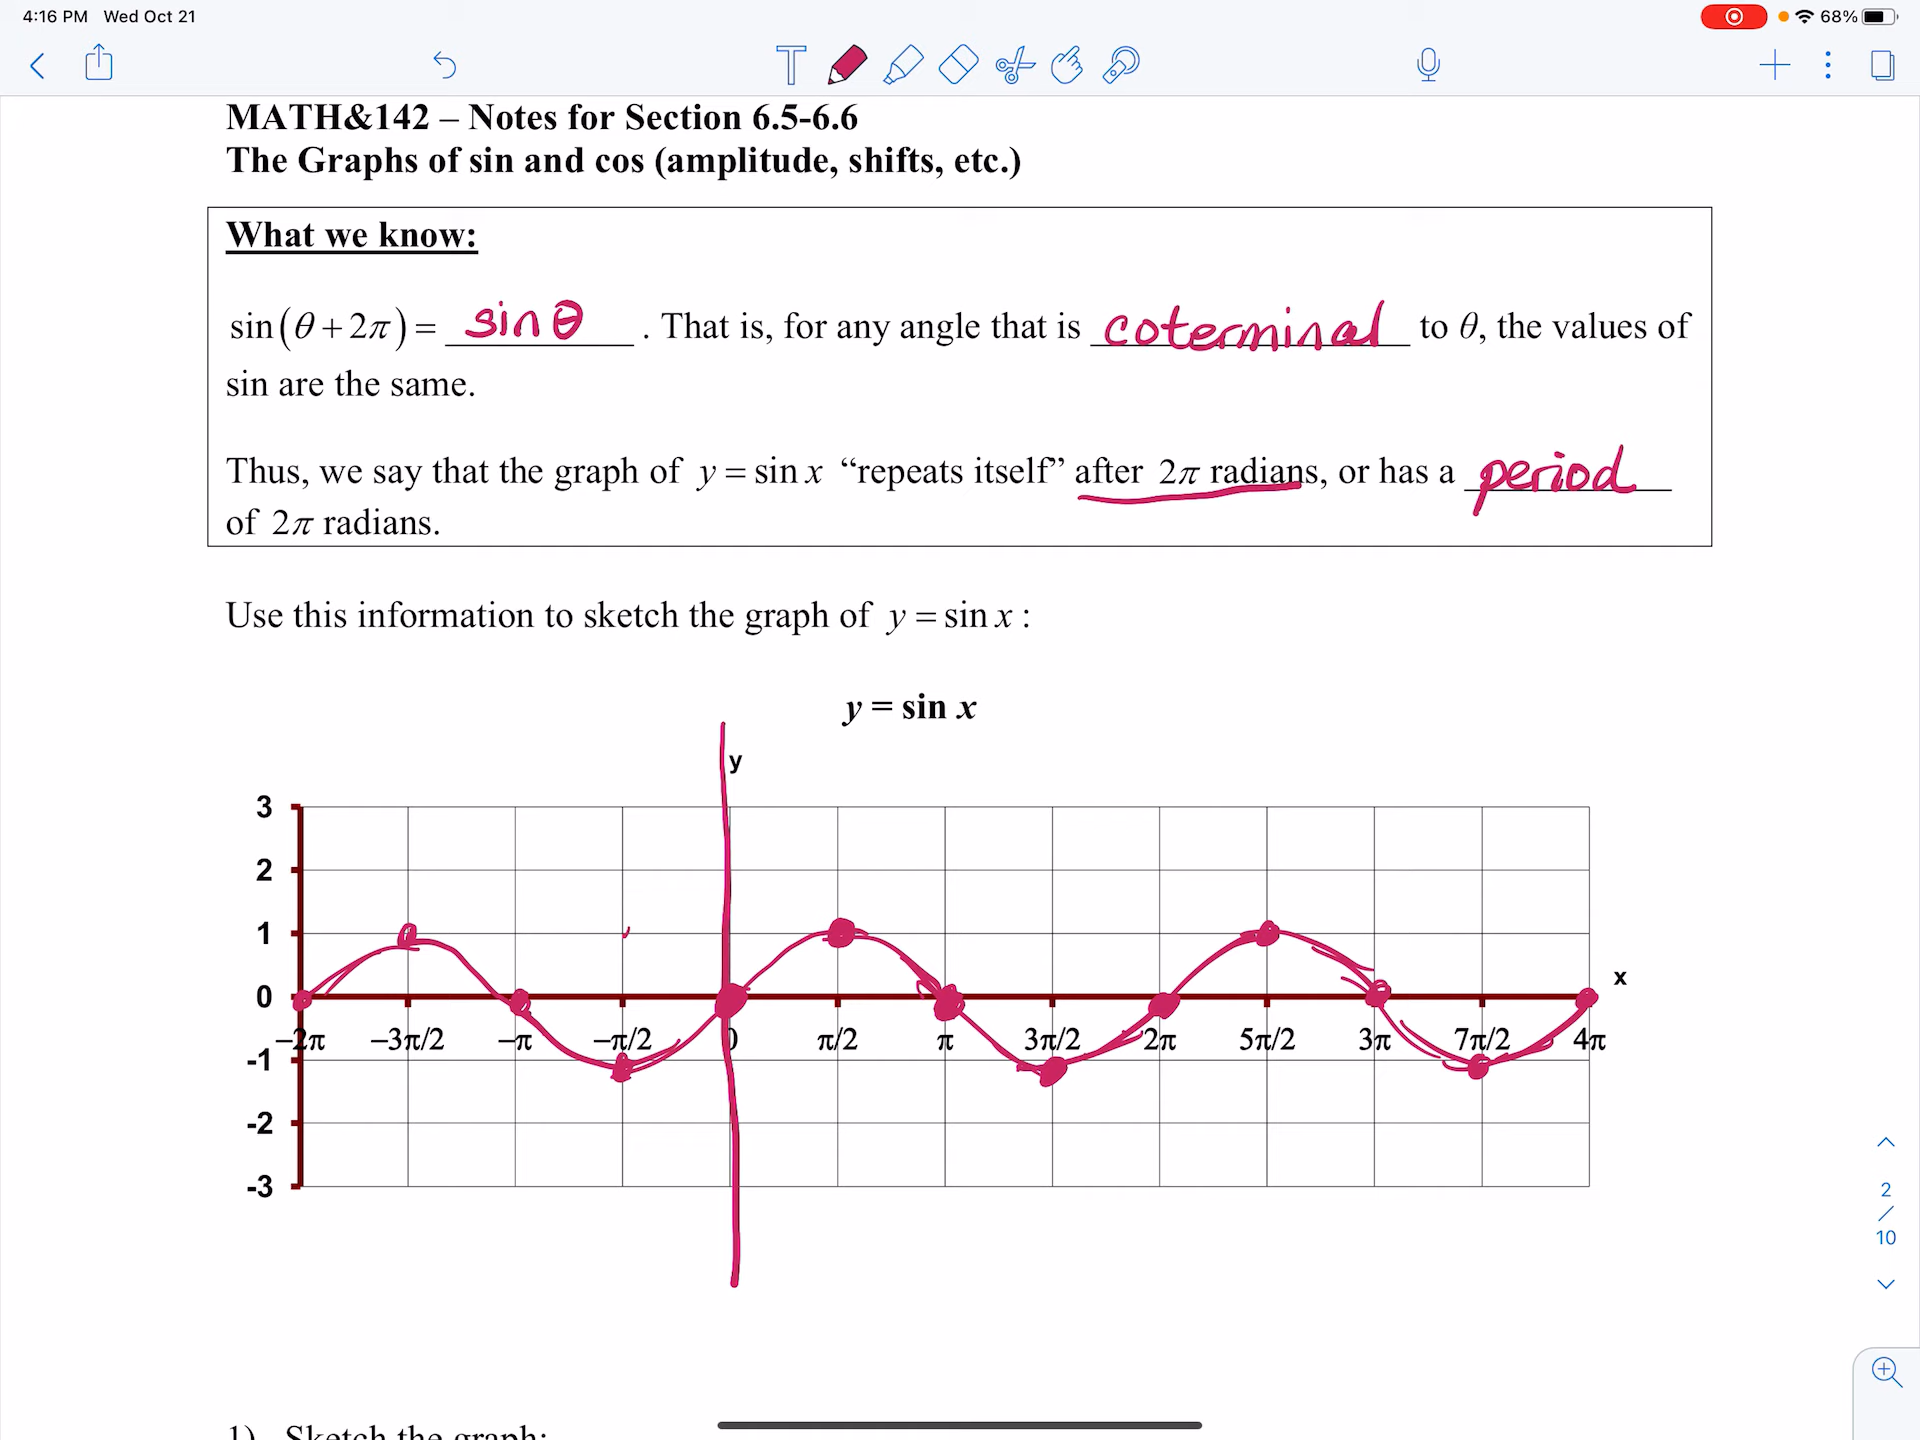 4:16 PM Wed Oct 21
68%
MATH&142 – Notes for Section 6.5-6.6
The Graphs of sin and cos (amplitude, shifts, etc.)
What we know:
sin(θ + 2π) = sin θ . That is, for any angle that is coterminal to θ, the values of
sin are the same.
Thus, we say that the graph of y = sin x “repeats itself” after 2π radians, or has a period
of 2π radians.
Use this information to sketch the graph of y = sin x :
y = sin x
y
3
2
1
0
x
−2π −3π/2 −π −π/2 0 π/2 π 3π/2 2π 5π/2 3π 7π/2 4π
-1
-2
-3
2
/
10
1) Sketch the graph: